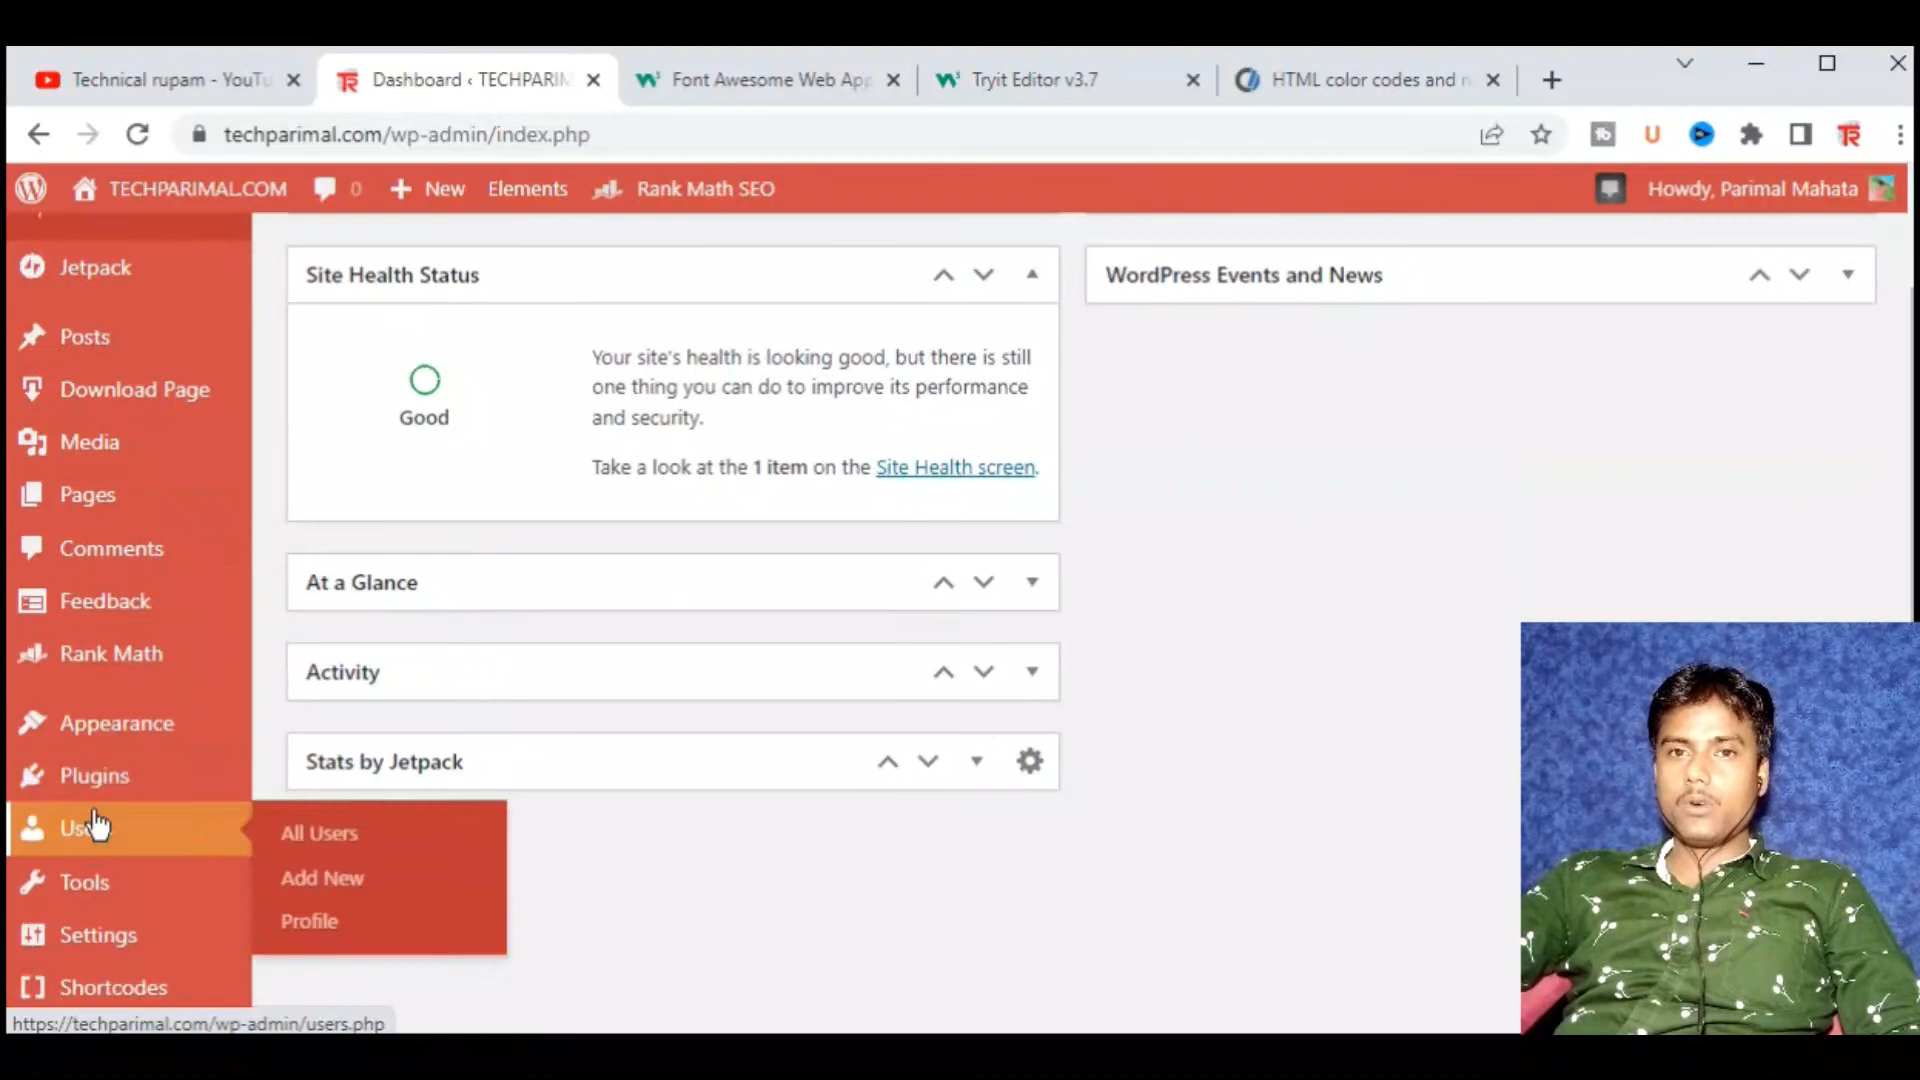 Technical rupam - YouTu
Dashboard ‹ TECHPARIM
Font Awesome Web App
Tryit Editor v3.7
HTML color codes and n
techparimal.com/wp-admin/index.php
TECHPARIMAL.COM
0
New
Elements
Rank Math SEO
Howdy, Parimal Mahata
Jetpack
Posts
Download Page
Media
Pages
Comments
Feedback
Rank Math
Appearance
Plugins
Tools
Settings
Shortcodes
All Users
Add New
Profile
Site Health Status
Good
Your site's health is looking good, but there is still
one thing you can do to improve its performance
and security.
Take a look at the 1 item on the Site Health screen.
At a Glance
Activity
Stats by Jetpack
WordPress Events and News
https://techparimal.com/wp-admin/users.php